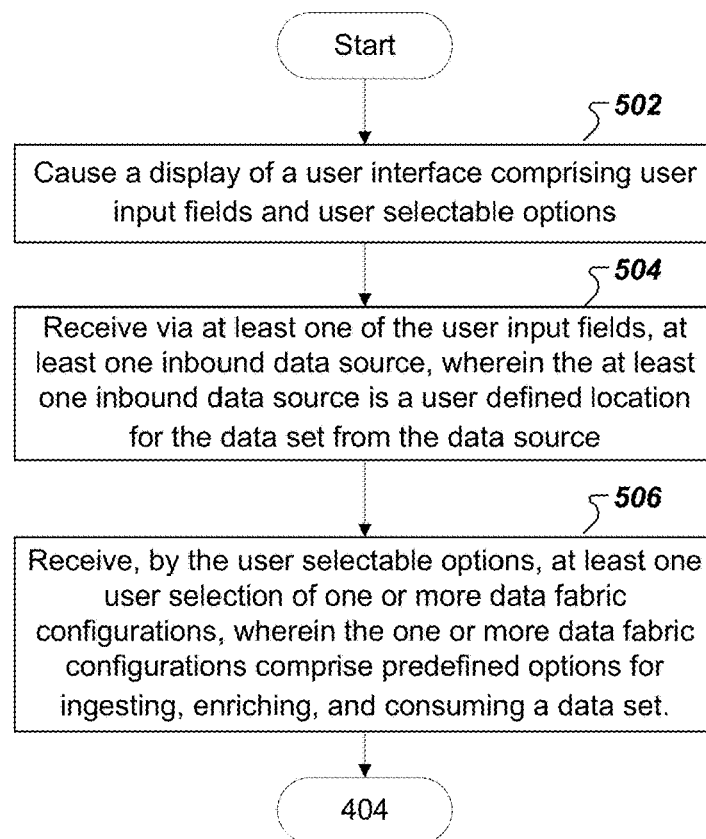 Start
502
Cause a display of a user interface comprising user
input fields and user selectable options
504
Receive via at least one of the user input fields, at
least one inbound data source, wherein the at least
one inbound data source is a user defined location
for the data set from the data source
506
Receive, by the user selectable options, at least one
user selection of one or more data fabric
configurations, wherein the one or more data fabric
configurations comprise predefined options for
ingesting, enriching, and consuming a data set.
404